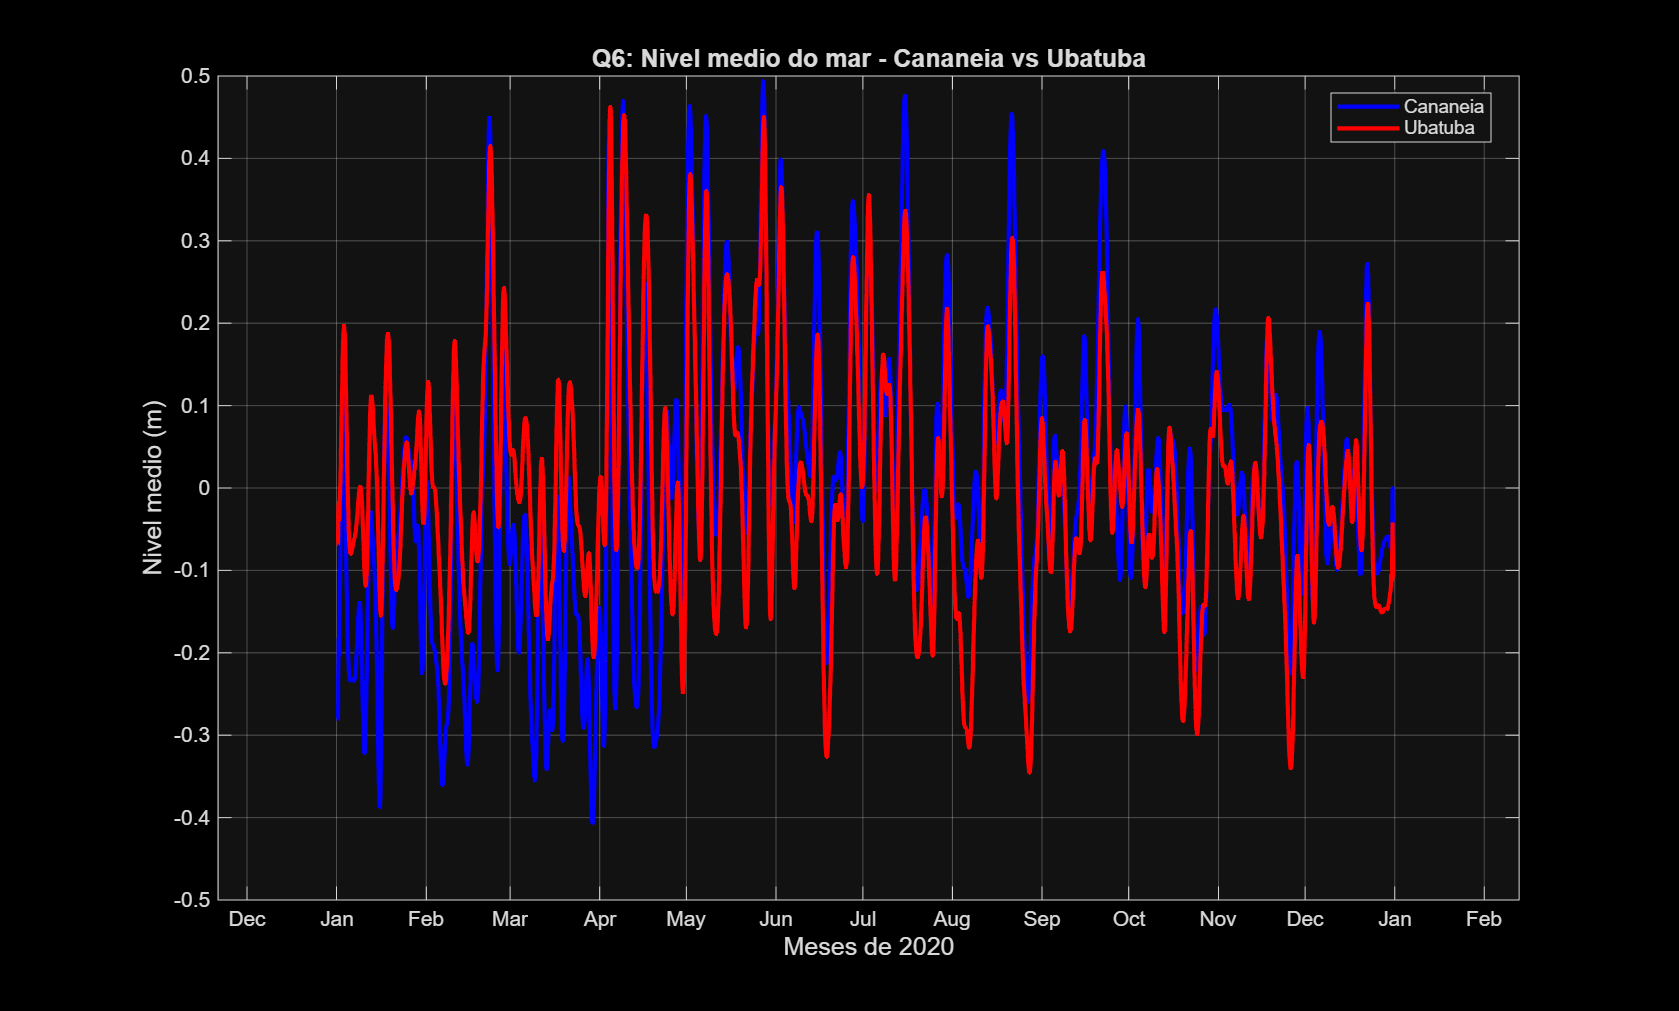 Q6: Nivel medio do mar - Cananeia vs Ubatuba
Cananeia
Ubatuba
Nivel medio (m)
0.5
0.4
0.3
0.2
0.1
0
-0.1
-0.2
-0.3
-0.4
-0.5
Dec Jan Feb Mar Apr May Jun Jul Aug Sep Oct Nov Dec Jan Feb
Meses de 2020